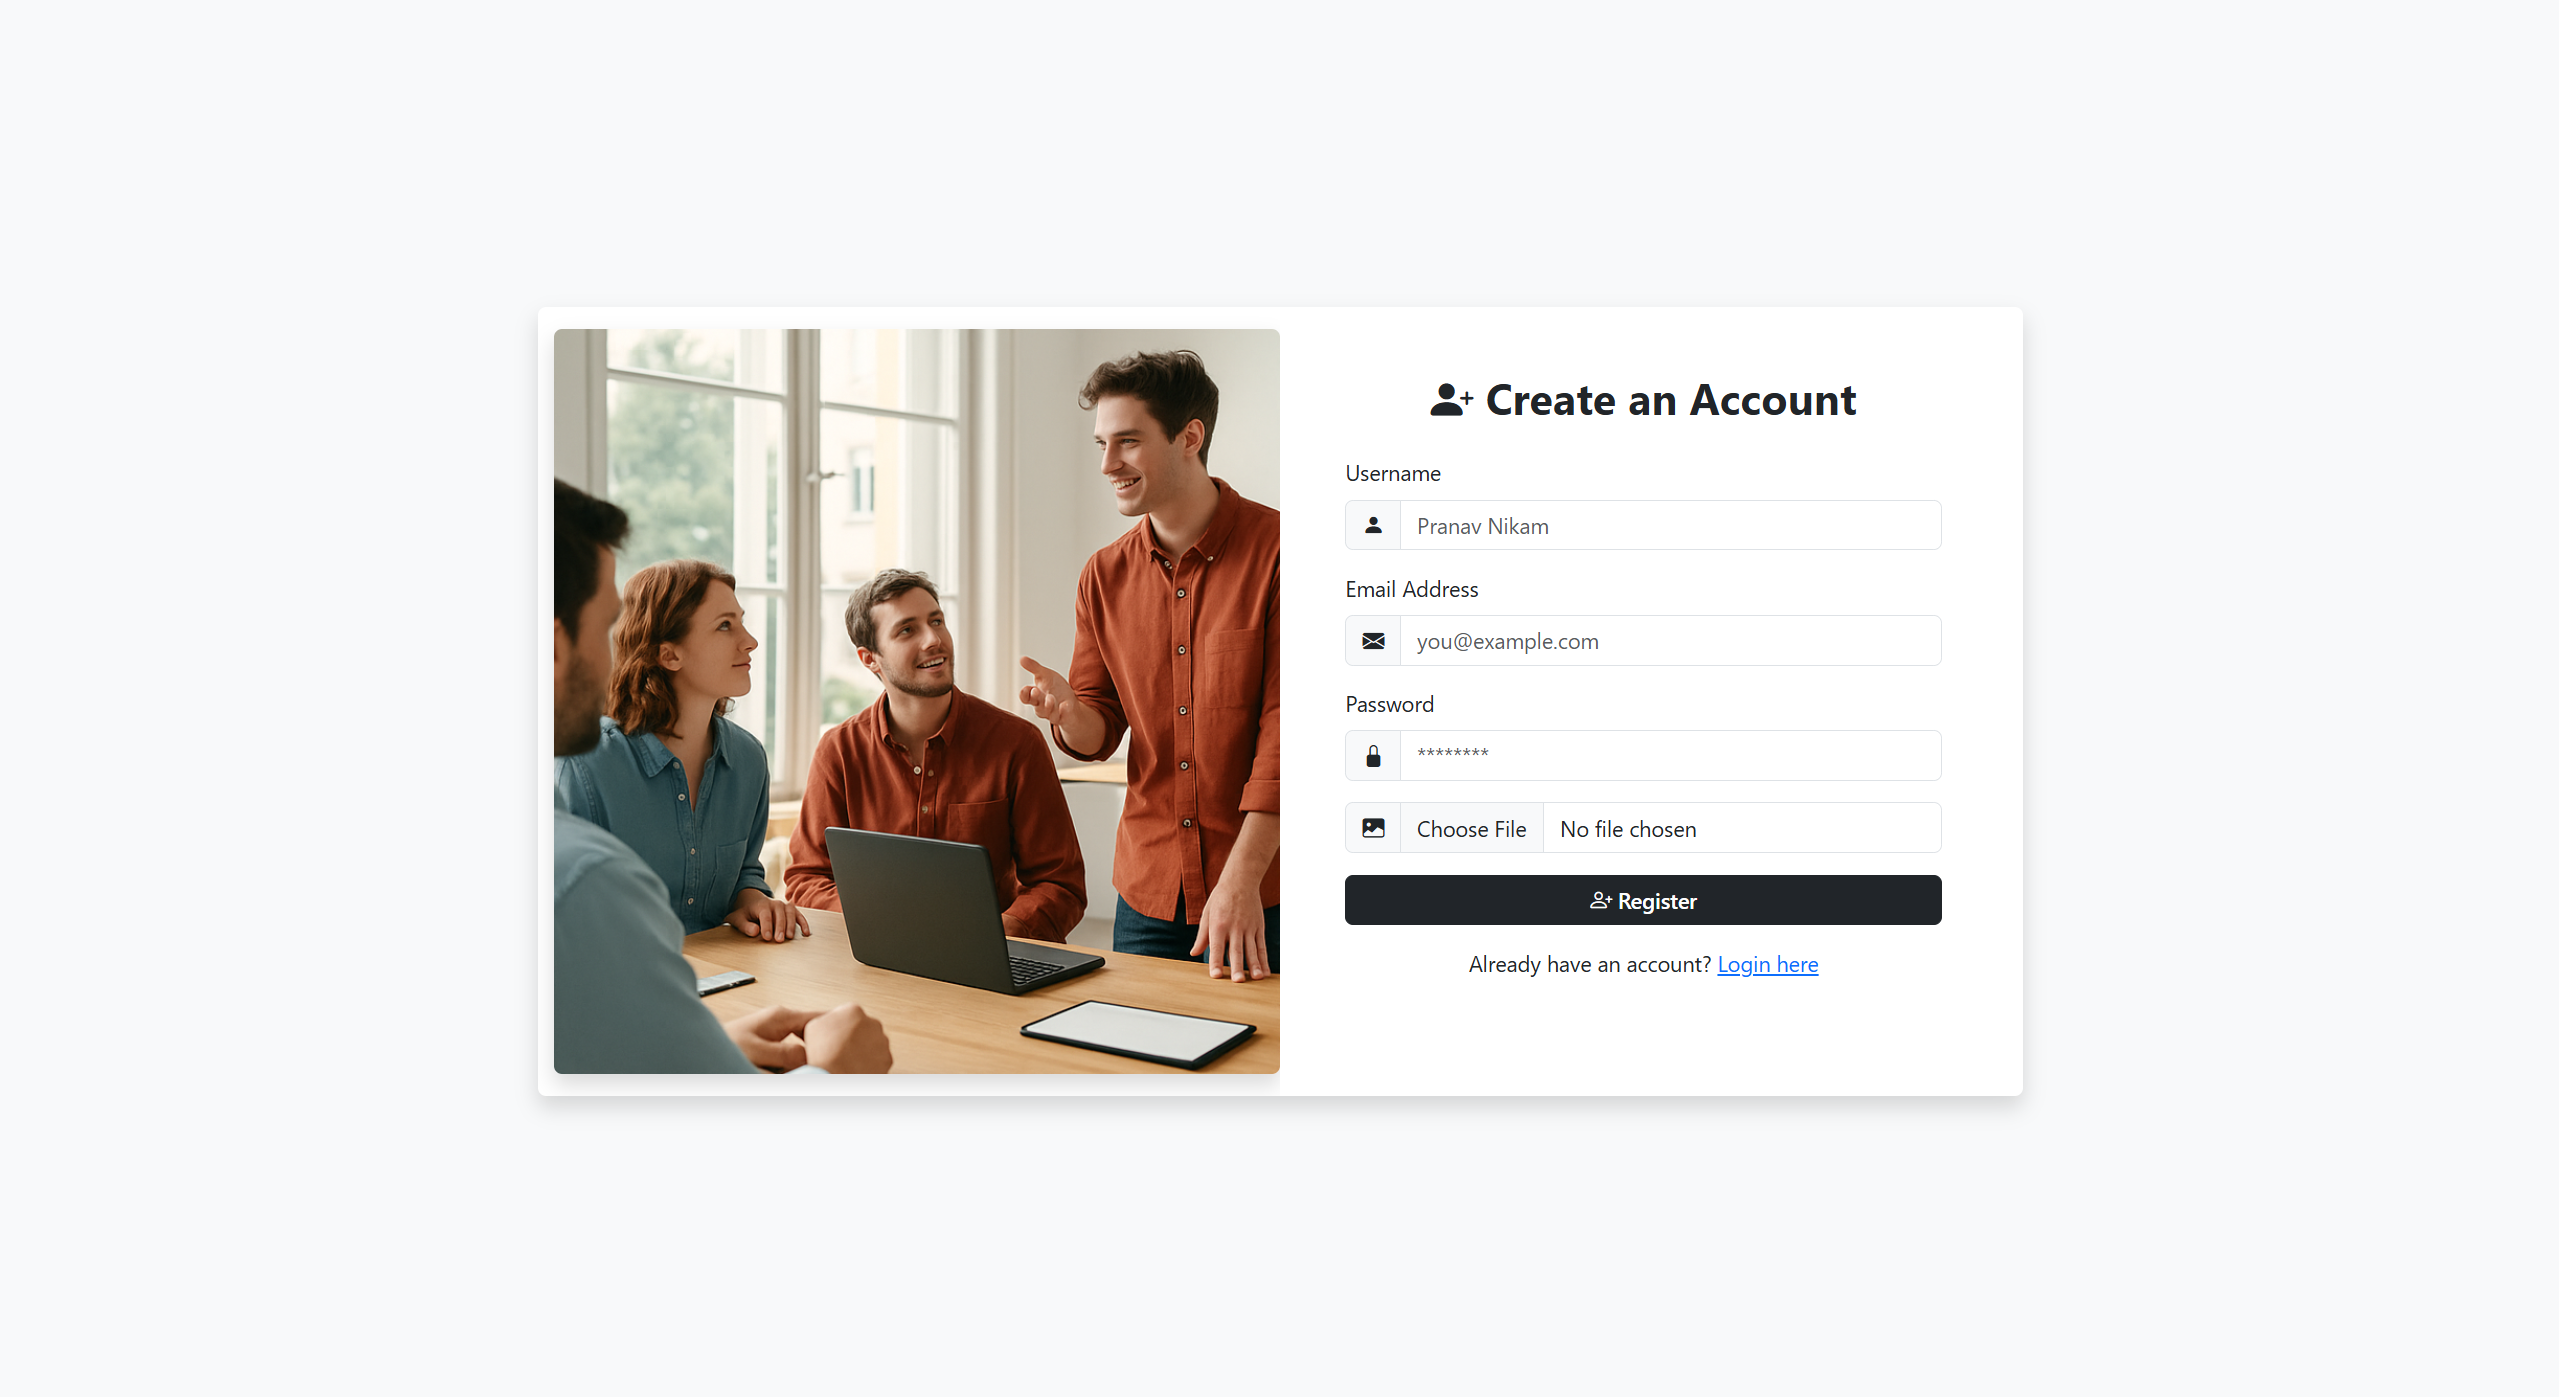 Create an Account
Username
Pranav Nikam
Email Address
you@example.com
Password
********
Choose File No file chosen
Register
Already have an account? Login here